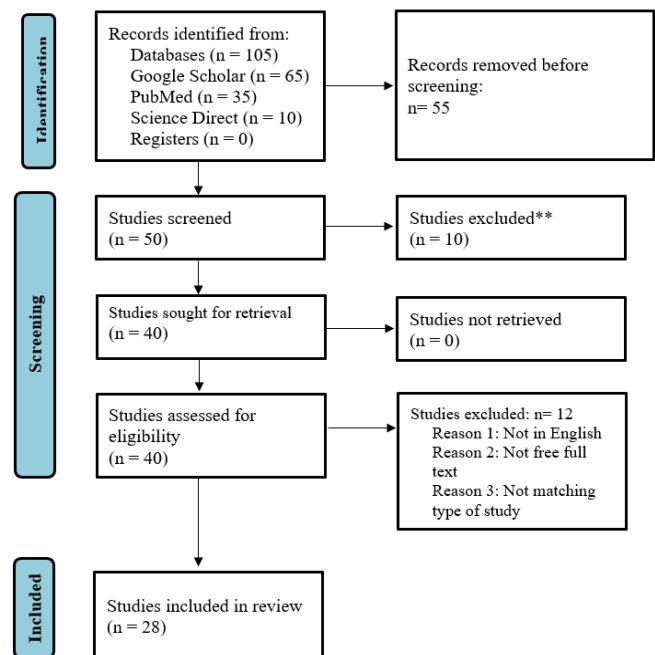 Identification
Records identified from:
Databases (n = 105)
Google Scholar (n = 65)
PubMed (n = 35)
Science Direct (n = 10)
Registers (n = 0)
Records removed before
screening:
n= 55
Screening
Studies screened
(n = 50)
Studies excluded**
(n = 10)
Studies sought for retrieval
(n = 40)
Studies not retrieved
(n = 0)
Studies assessed for
eligibility
(n = 40)
Studies excluded: n= 12
Reason 1: Not in English
Reason 2: Not free full
text
Reason 3: Not matching
type of study
Included
Studies included in review
(n = 28)